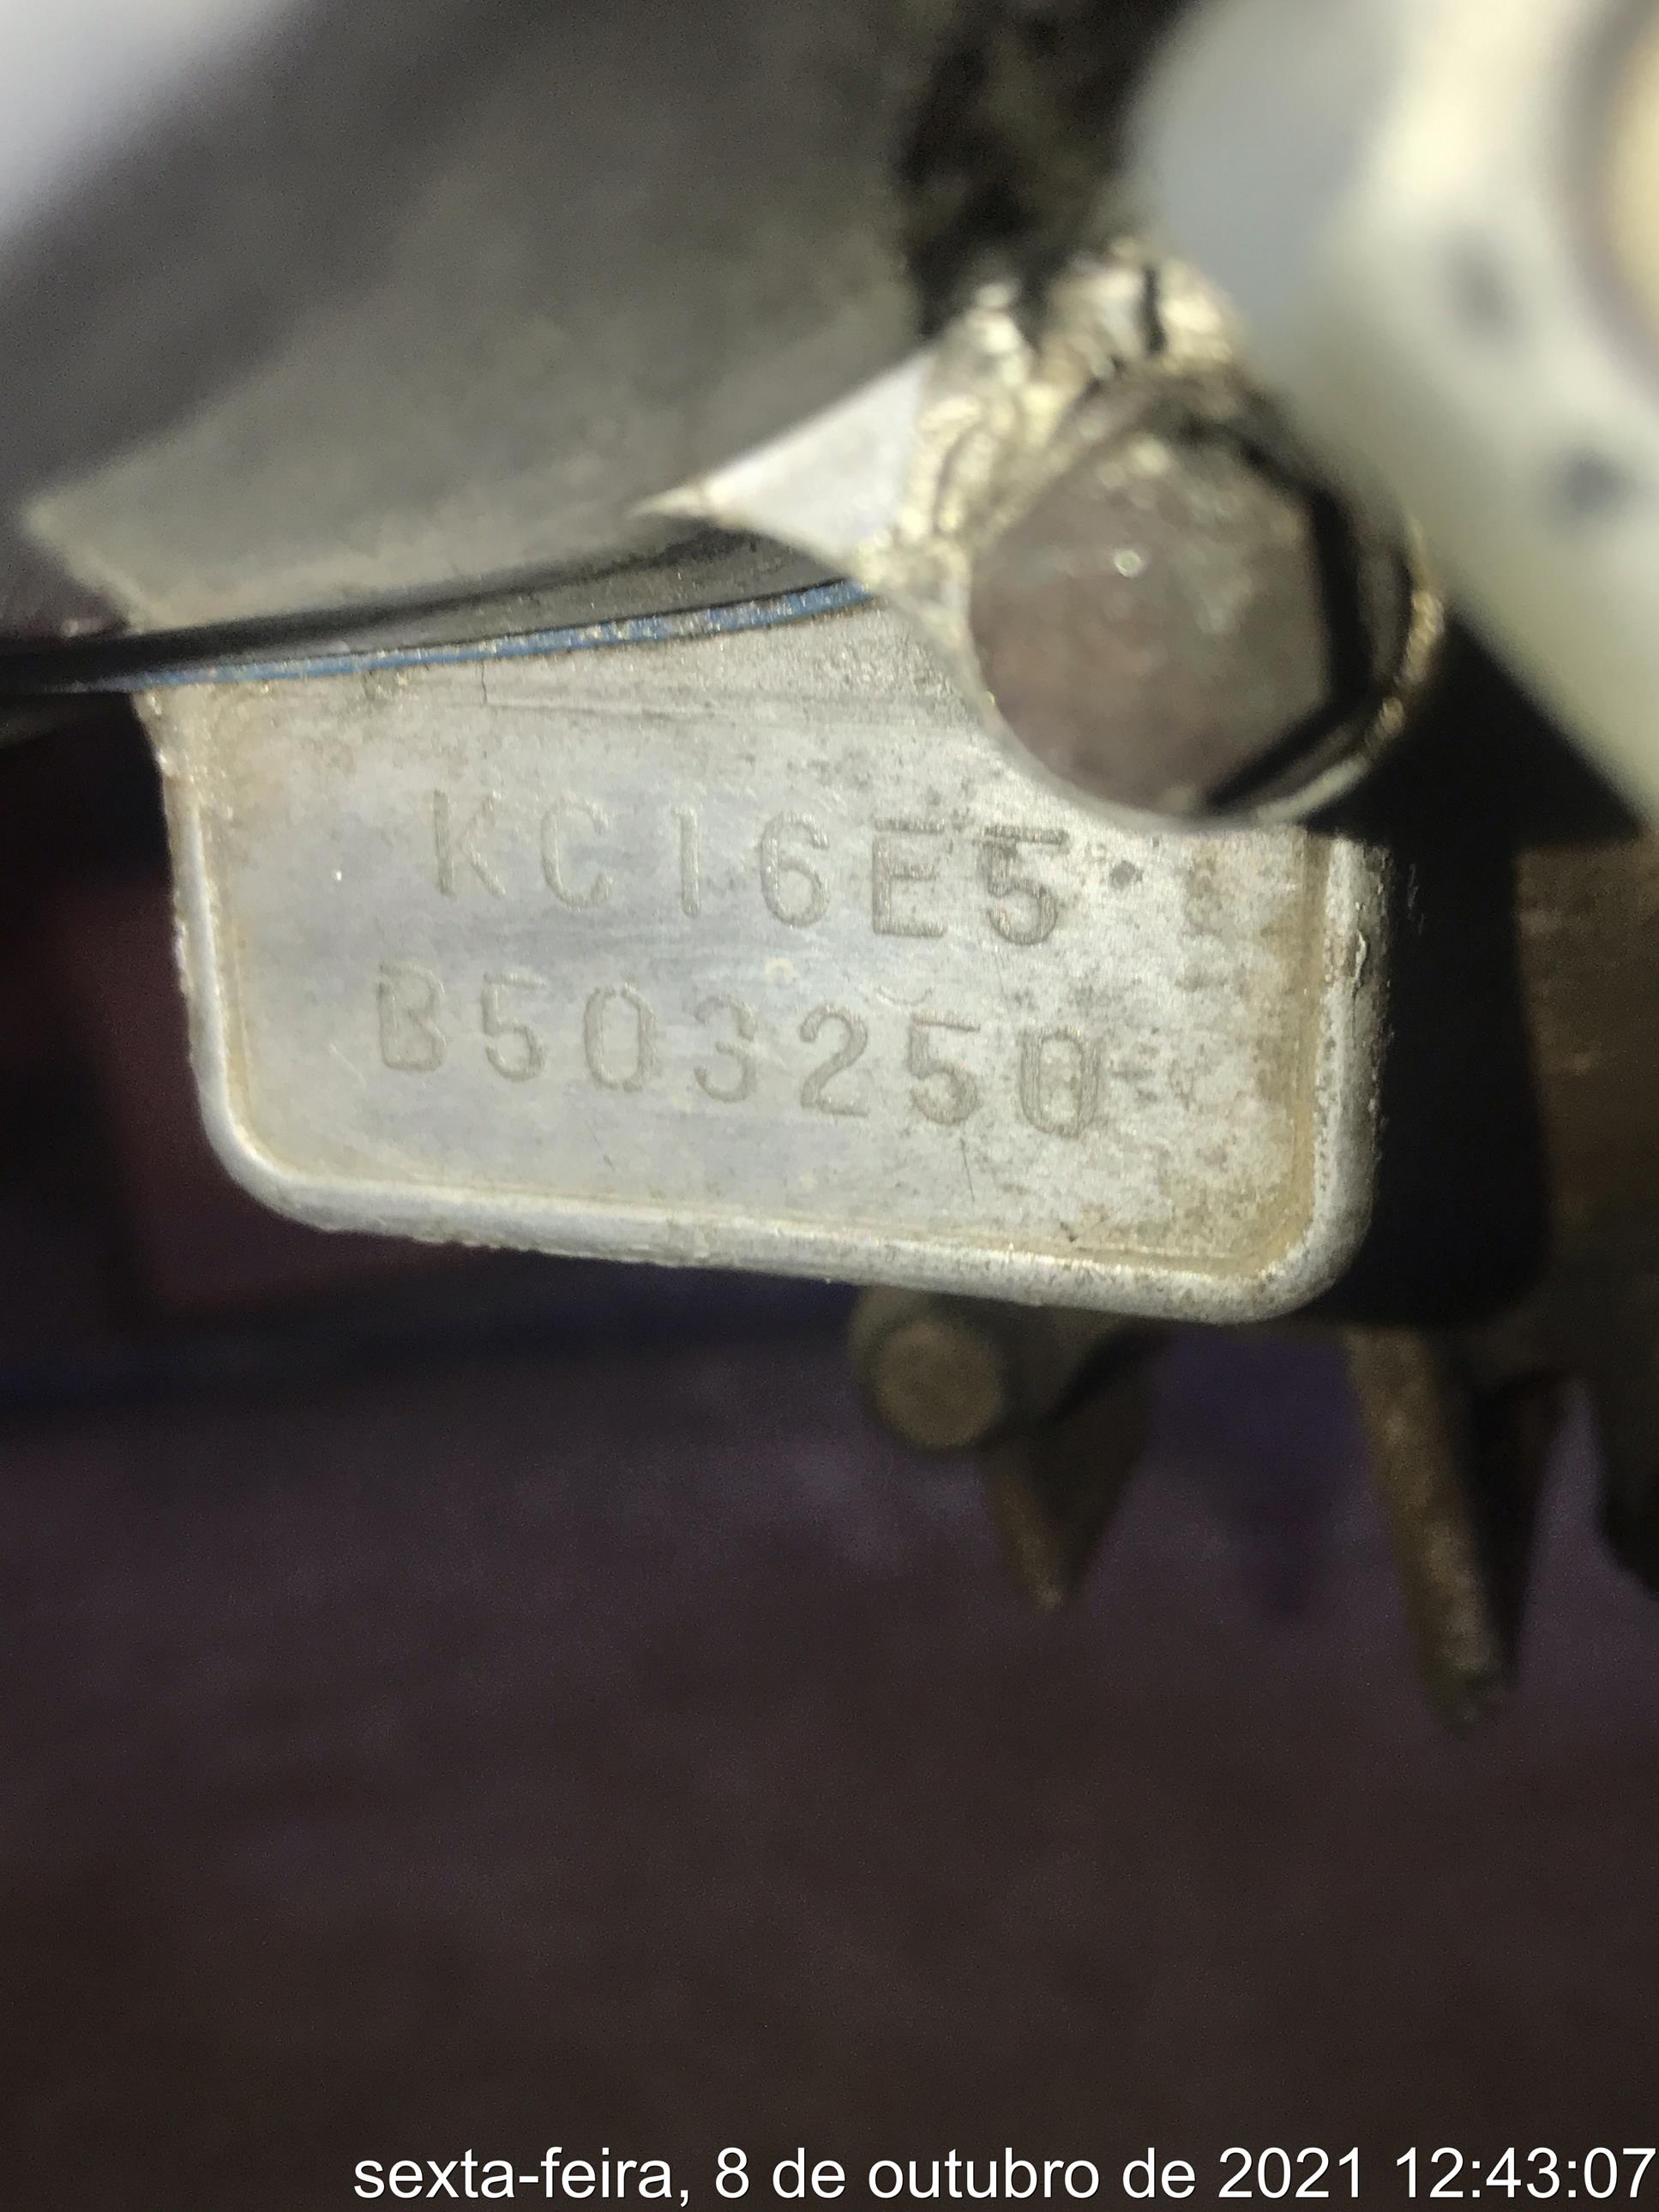 KC16E5
B503250
sexta-feira, 8 de outubro de 2021 12:43:07